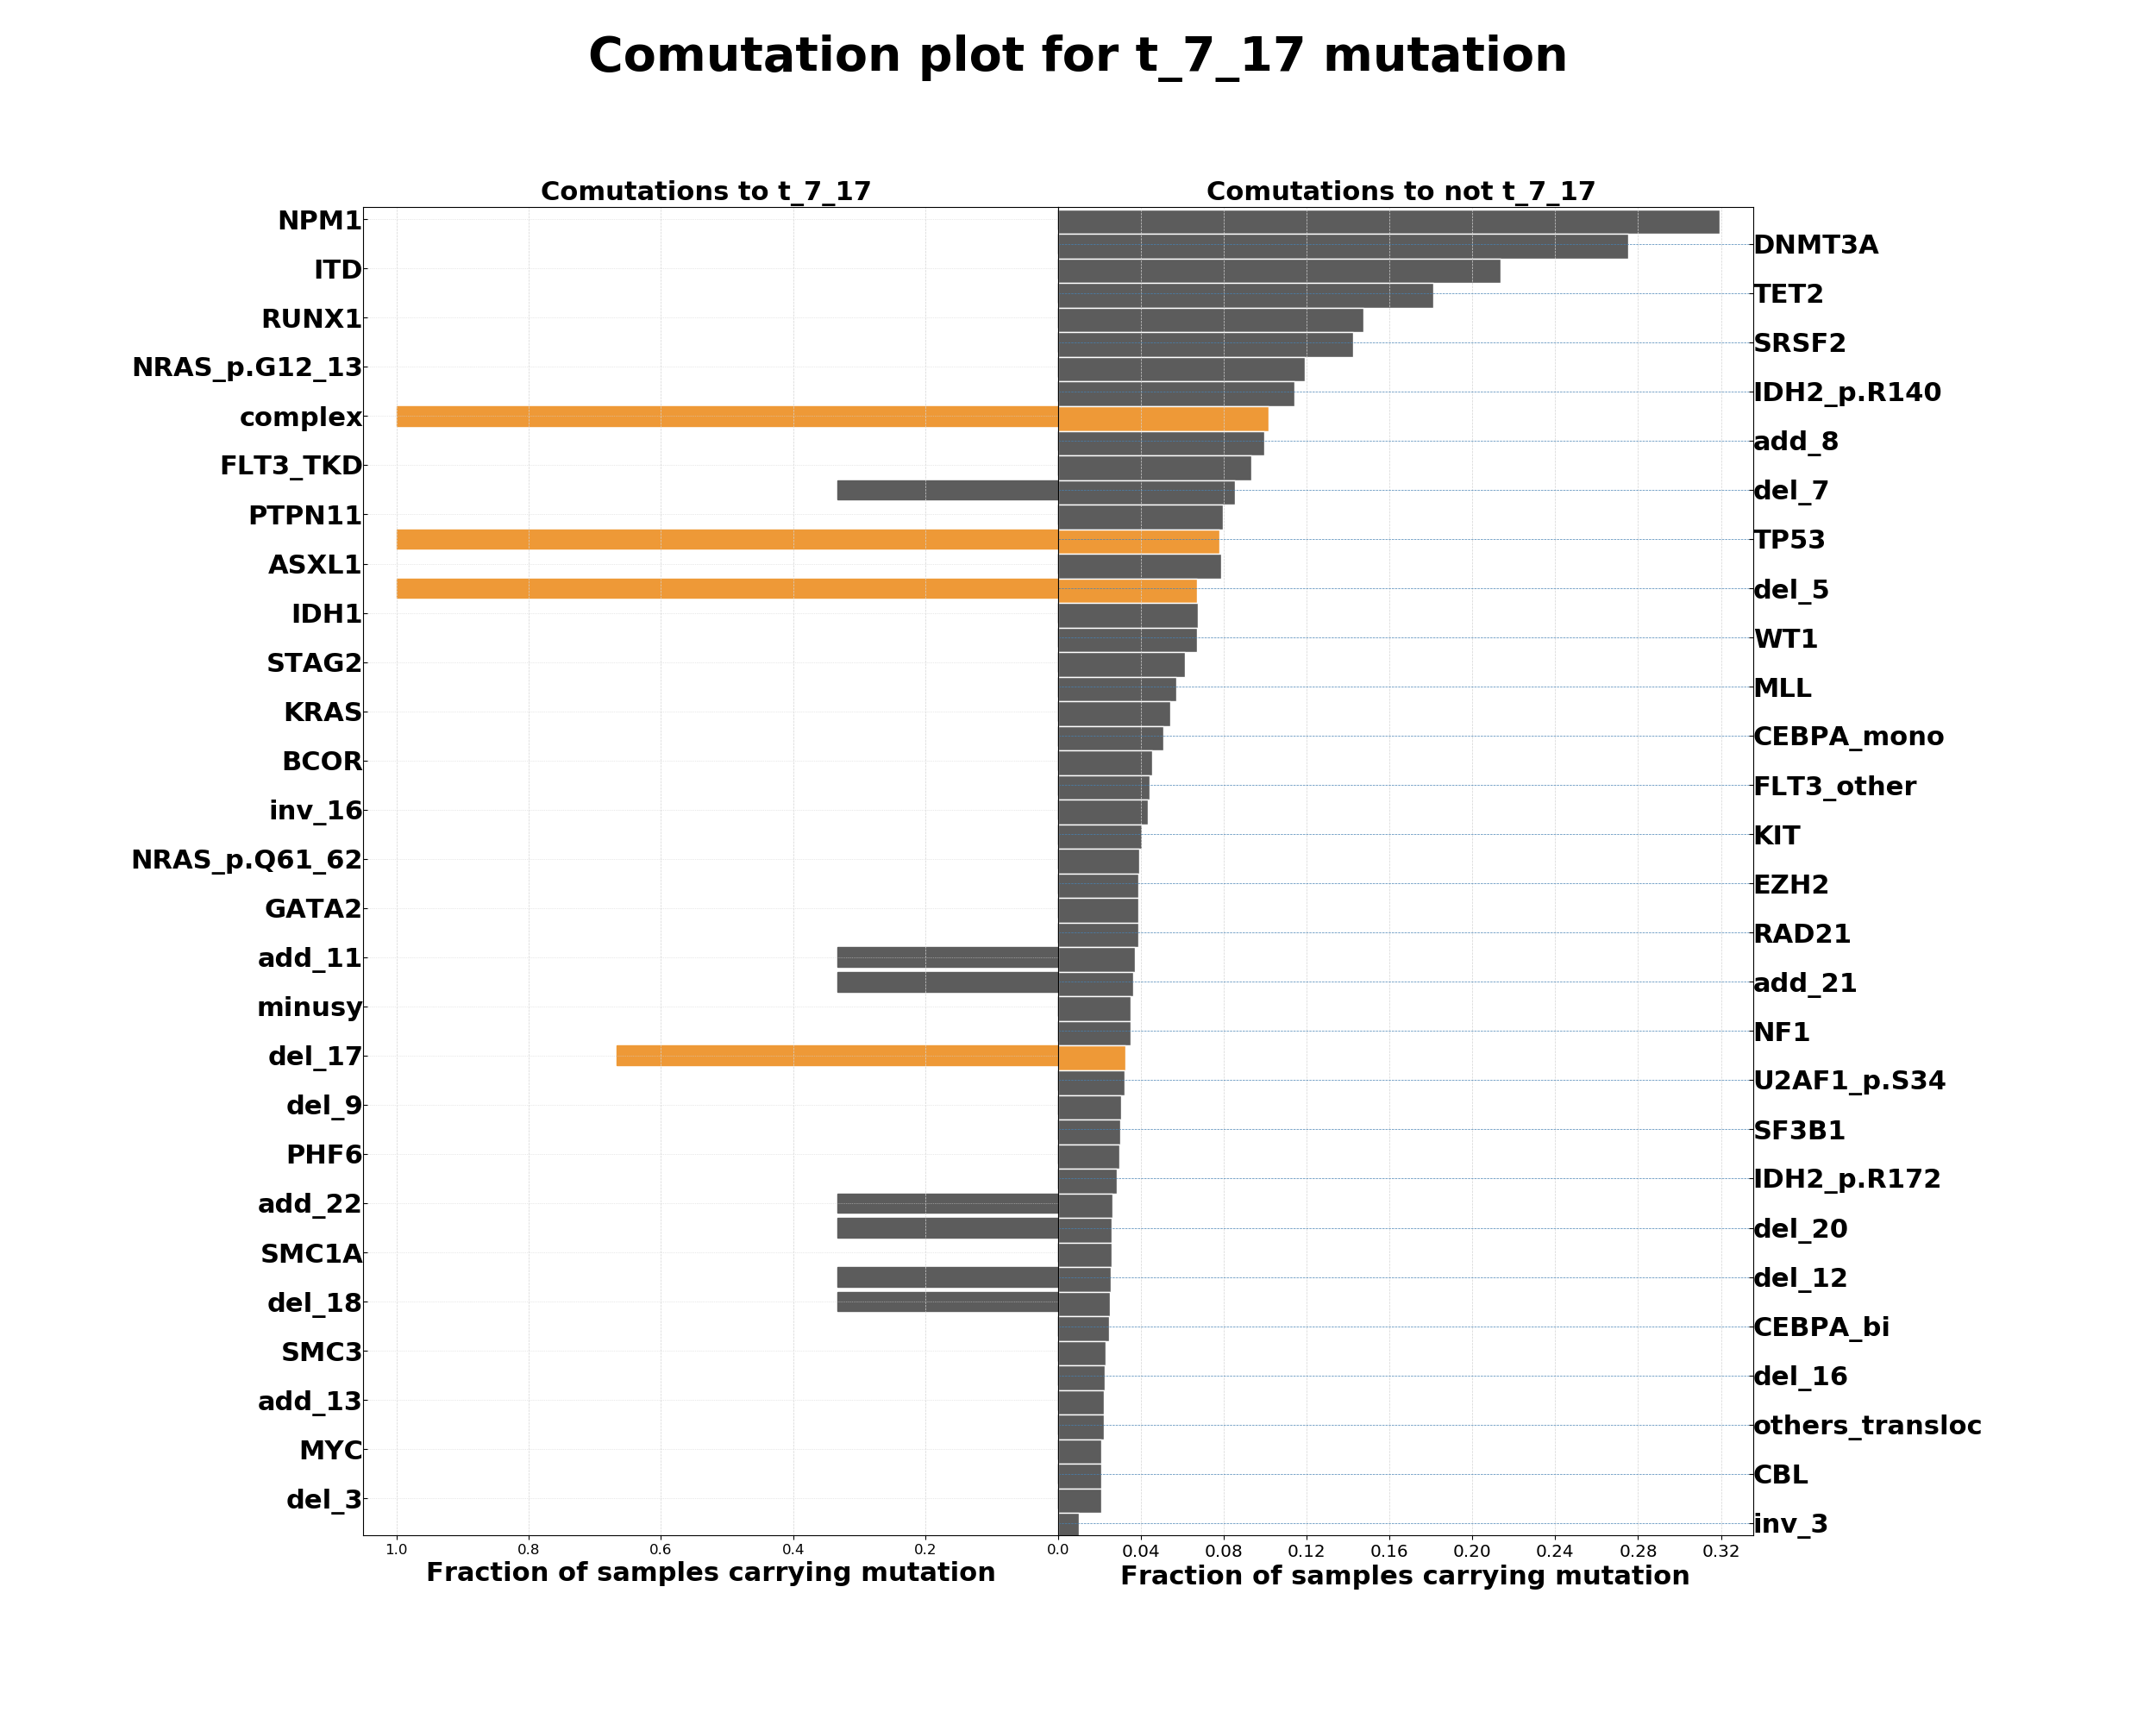 Comutation plot for t_7_17 mutation
Comutations to t_7_17
Comutations to not t_7_17
NPM1
DNMT3A
ITD
TET2
RUNX1
SRSF2
NRAS_p.G12_13
IDH2_p.R140
complex
add_8
FLT3_TKD
del_7
PTPN11
TP53
ASXL1
del_5
IDH1
WT1
STAG2
MLL
KRAS
CEBPA_mono
BCOR
FLT3_other
inv_16
KIT
NRAS_p.Q61_62
EZH2
GATA2
RAD21
add_11
add_21
minusy
NF1
del_17
U2AF1_p.S34
del_9
SF3B1
PHF6
IDH2_p.R172
add_22
del_20
SMC1A
del_12
del_18
CEBPA_bi
SMC3
del_16
add_13
others_transloc
MYC
CBL
del_3
inv_3
1.0 0.8 0.6 0.4 0.2 0.0 0.04 0.08 0.12 0.16 0.20 0.24 0.28 0.32
Fraction of samples carrying mutation
Fraction of samples carrying mutation